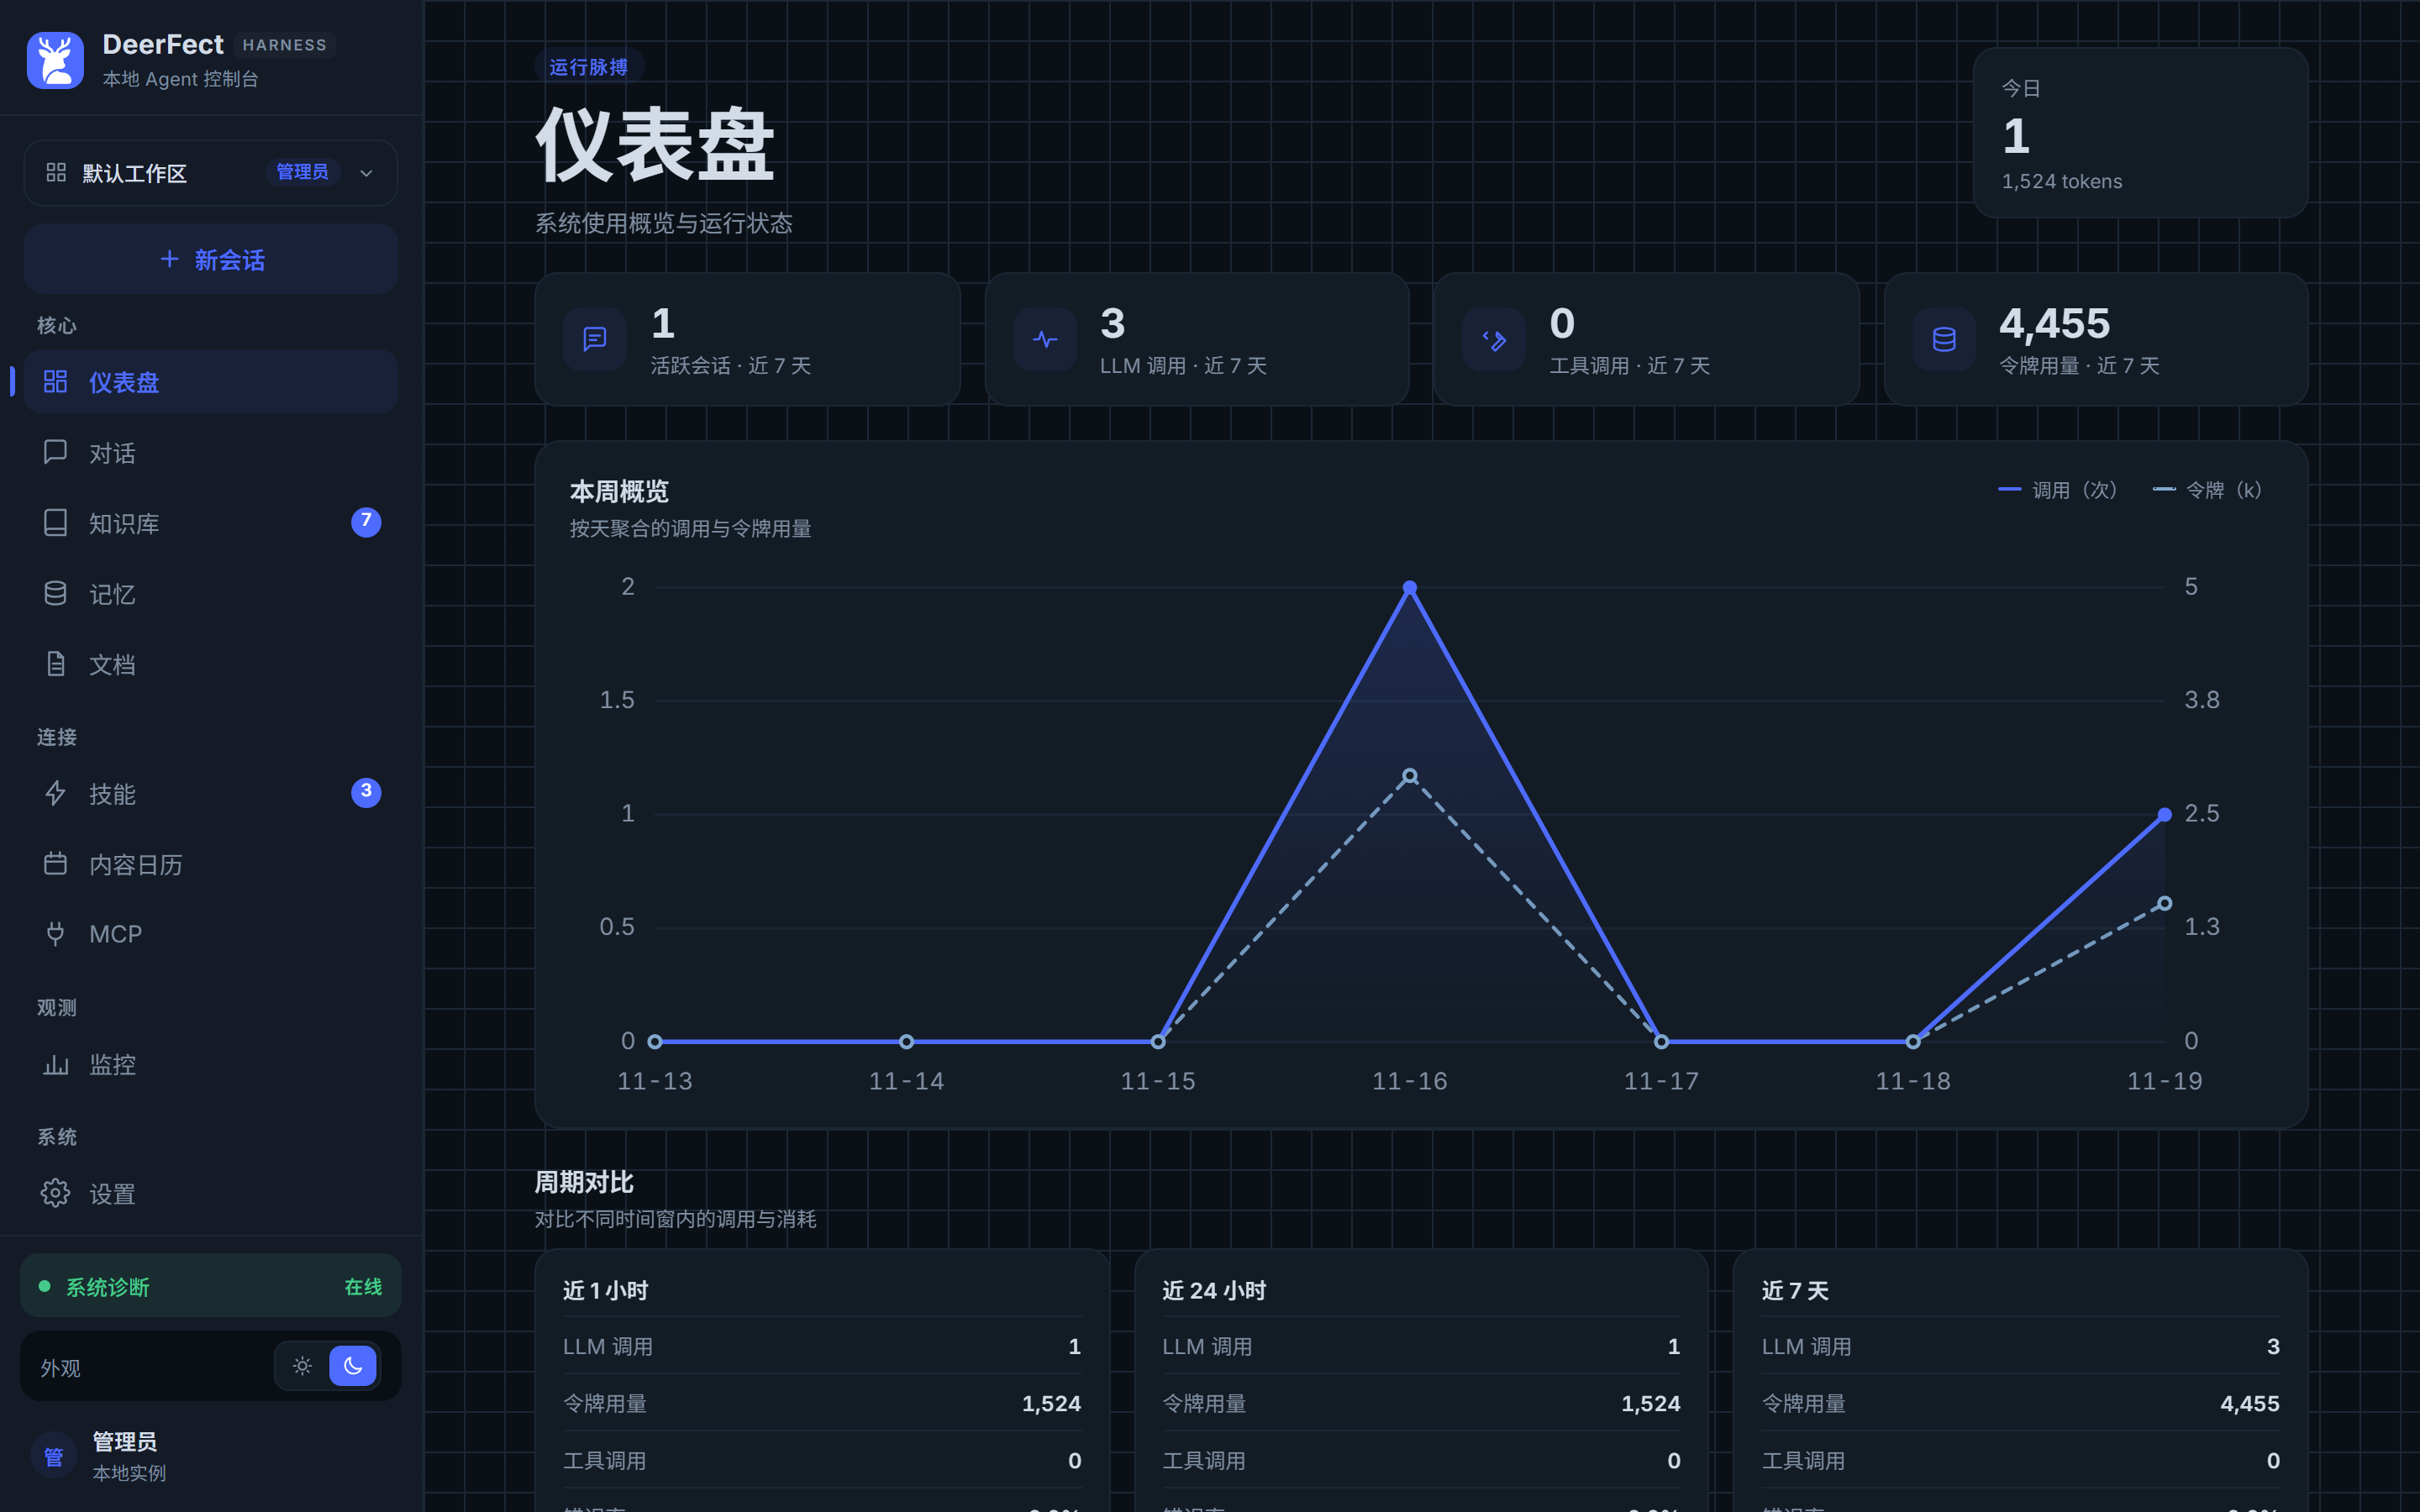 DeerFect HARNESS
本地 Agent 控制台
默认工作区 管理员
新会话
核心
仪表盘
对话
知识库 7
记忆
文档
连接
技能 3
内容日历
MCP
观测
监控
系统
设置
系统诊断 在线
外观
管 管理员
本地实例
运行脉搏
仪表盘
系统使用概览与运行状态
今日
1
1,524 tokens
1
活跃会话 · 近 7 天
3
LLM 调用 · 近 7 天
0
工具调用 · 近 7 天
4,455
令牌用量 · 近 7 天
本周概览
按天聚合的调用与令牌用量
调用（次） 令牌（k）
2 5
1.5 3.8
1 2.5
0.5 1.3
0 0
11-13 11-14 11-15 11-16 11-17 11-18 11-19
周期对比
对比不同时间窗内的调用与消耗
近 1 小时
LLM 调用 1
令牌用量 1,524
工具调用 0
近 24 小时
LLM 调用 1
令牌用量 1,524
工具调用 0
近 7 天
LLM 调用 3
令牌用量 4,455
工具调用 0